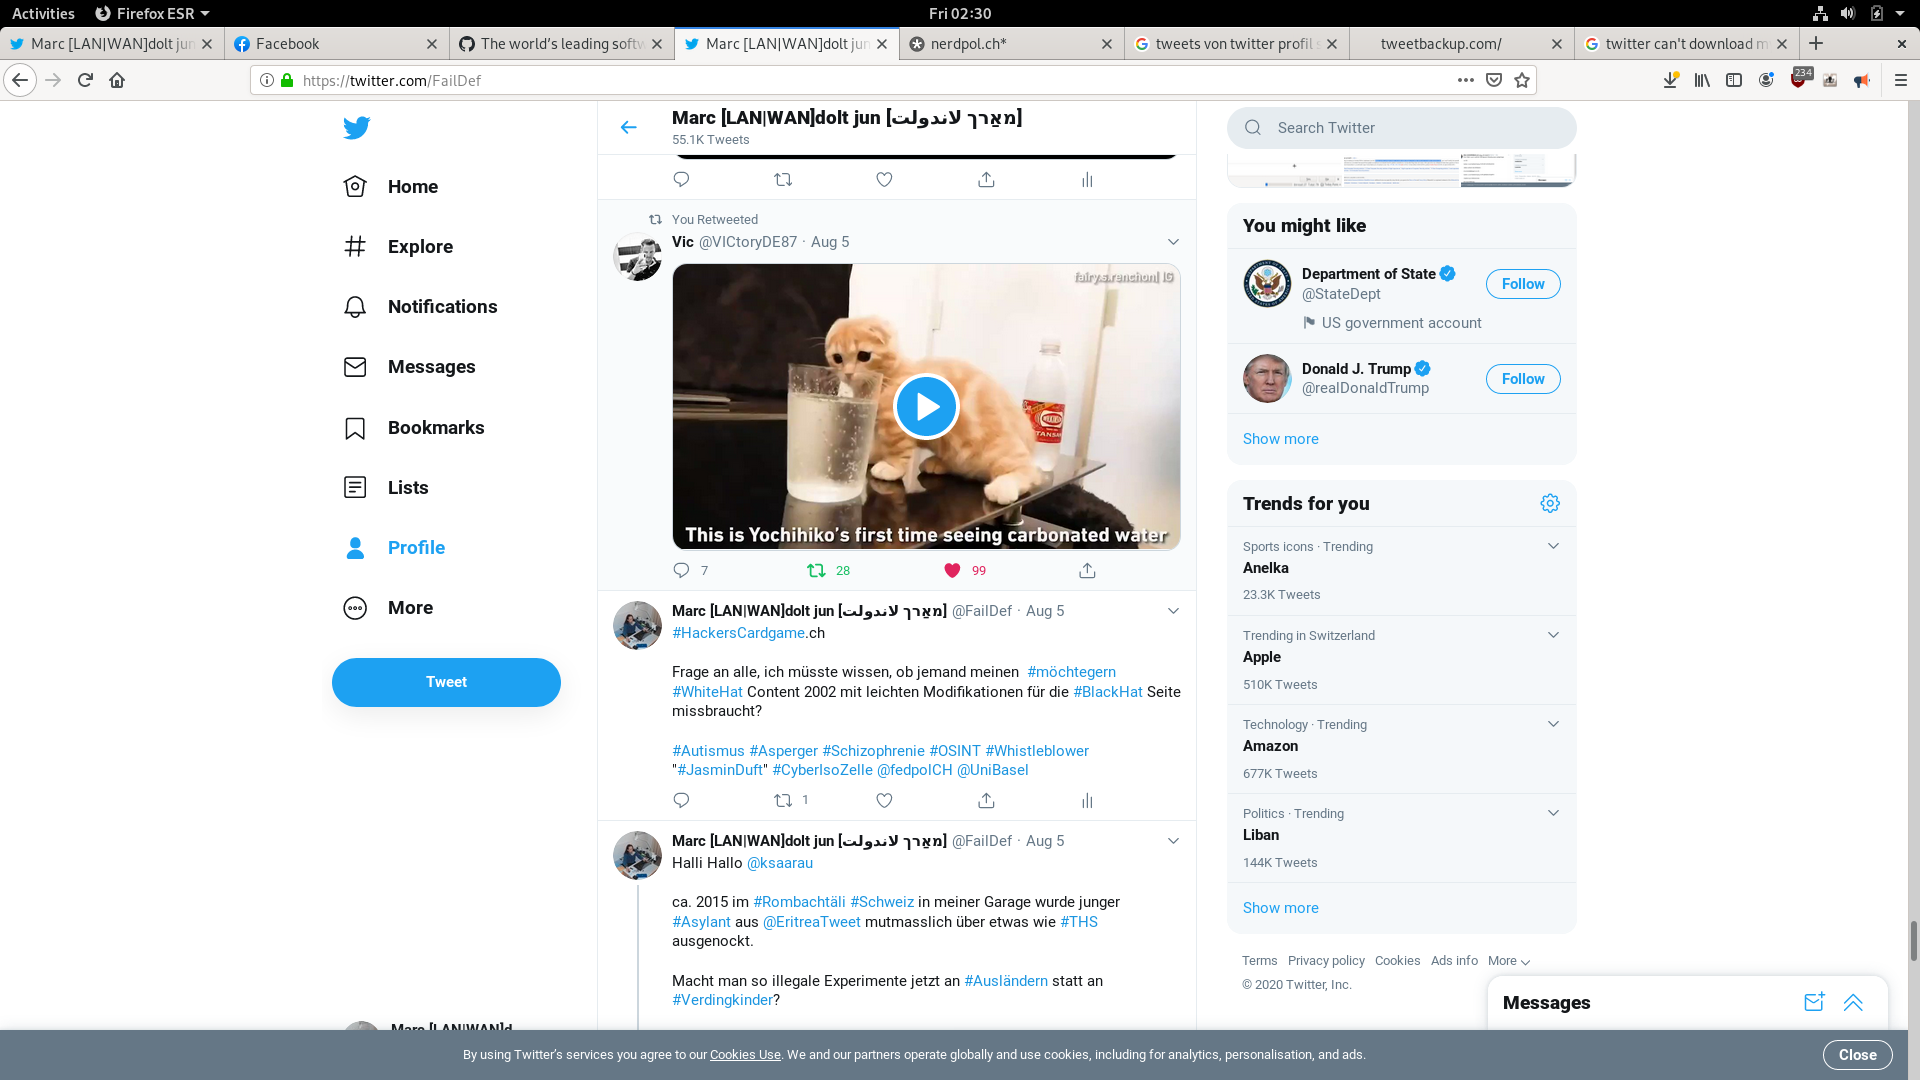 Activities Firefox ESR Fri 02:30
Marc [LAN|WAN]dolt jun Facebook The world's leading softw Marc [LAN|WAN]dolt jun nerdpol.ch* tweets von twitter profil s tweetbackup.com/ twitter can't download m
https://twitter.com/FailDef 234
Home
Explore
Notifications
Messages
Bookmarks
Lists
Profile
More
Tweet
Marc [LAN|WAN]d
Marc [LAN|WAN]dolt jun [מאַרך לאנדולת]
55.1K Tweets
You Retweeted
Vic @VICtoryDE87 · Aug 5
fairy.s.renchon| IG
This is Yochihiko's first time seeing carbonated water
7 28 99
Marc [LAN|WAN]dolt jun [מאַרך לאנדולת] @FailDef · Aug 5
#HackersCardgame.ch
Frage an alle, ich müsste wissen, ob jemand meinen #möchtegern
#WhiteHat Content 2002 mit leichten Modifikationen für die #BlackHat Seite
missbraucht?
#Autismus #Asperger #Schizophrenie #OSINT #Whistleblower
"#JasminDuft" #CyberIsoZelle @fedpolCH @UniBasel
1
Marc [LAN|WAN]dolt jun [מאַרך לאנדולת] @FailDef · Aug 5
Halli Hallo @ksaarau
ca. 2015 im #Rombachtäli #Schweiz in meiner Garage wurde junger
#Asylant aus @EritreaTweet mutmasslich über etwas wie #THS
ausgenockt.
Macht man so illegale Experimente jetzt an #Ausländern statt an
#Verdingkinder?
Search Twitter
You might like
Department of State
@StateDept
Follow
US government account
Donald J. Trump
@realDonaldTrump
Follow
Show more
Trends for you
Sports icons · Trending
Anelka
23.3K Tweets
Trending in Switzerland
Apple
510K Tweets
Technology · Trending
Amazon
677K Tweets
Politics · Trending
Liban
144K Tweets
Show more
Terms Privacy policy Cookies Ads info More
© 2020 Twitter, Inc.
Messages
By using Twitter's services you agree to our Cookies Use. We and our partners operate globally and use cookies, including for analytics, personalisation, and ads.
Close